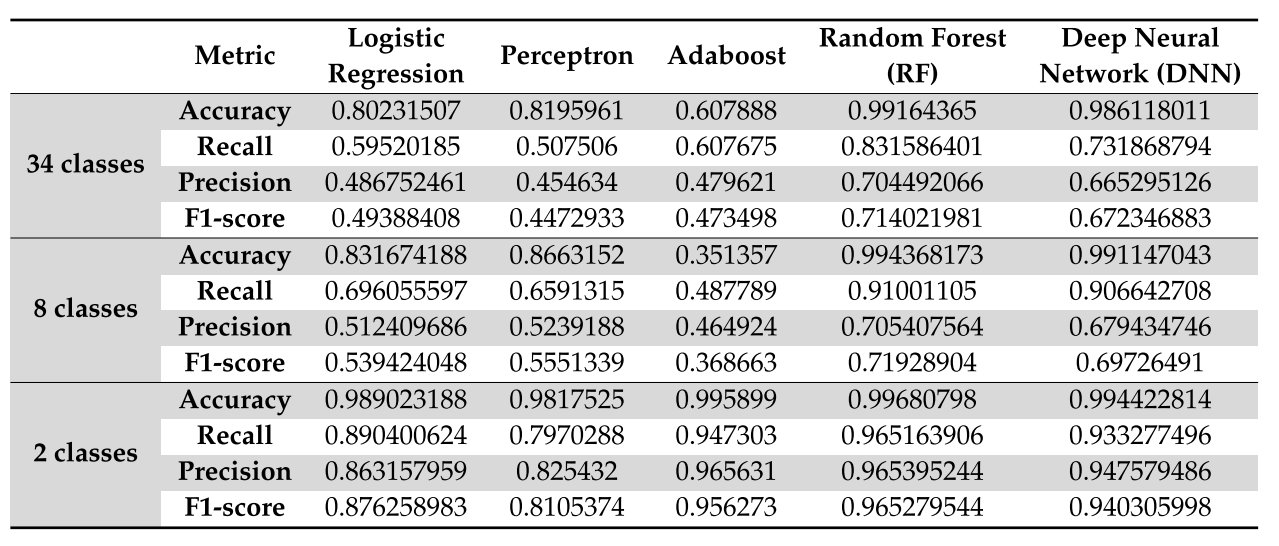 Metric Logistic Regression Perceptron Adaboost Random Forest (RF) Deep Neural Network (DNN)
34 classes
Accuracy 0.80231507 0.8195961 0.607888 0.99164365 0.986118011
Recall 0.59520185 0.507506 0.607675 0.831586401 0.731868794
Precision 0.486752461 0.454634 0.479621 0.704492066 0.665295126
F1-score 0.49388408 0.4472933 0.473498 0.714021981 0.672346883
8 classes
Accuracy 0.831674188 0.8663152 0.351357 0.994368173 0.991147043
Recall 0.696055597 0.6591315 0.487789 0.91001105 0.906642708
Precision 0.512409686 0.5239188 0.464924 0.705407564 0.679434746
F1-score 0.539424048 0.5551339 0.368663 0.71928904 0.69726491
2 classes
Accuracy 0.989023188 0.9817525 0.995899 0.99680798 0.994422814
Recall 0.890400624 0.7970288 0.947303 0.965163906 0.933277496
Precision 0.863157959 0.825432 0.965631 0.965395244 0.947579486
F1-score 0.876258983 0.8105374 0.956273 0.965279544 0.940305998